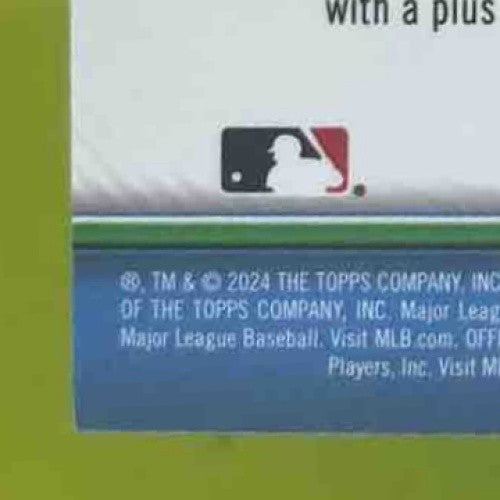 with a plus
®, TM & © 2024 THE TOPPS COMPANY, INC
OF THE TOPPS COMPANY, INC. Major Leag
Major League Baseball. Visit MLB.com. OFFI
Players, Inc. Visit M